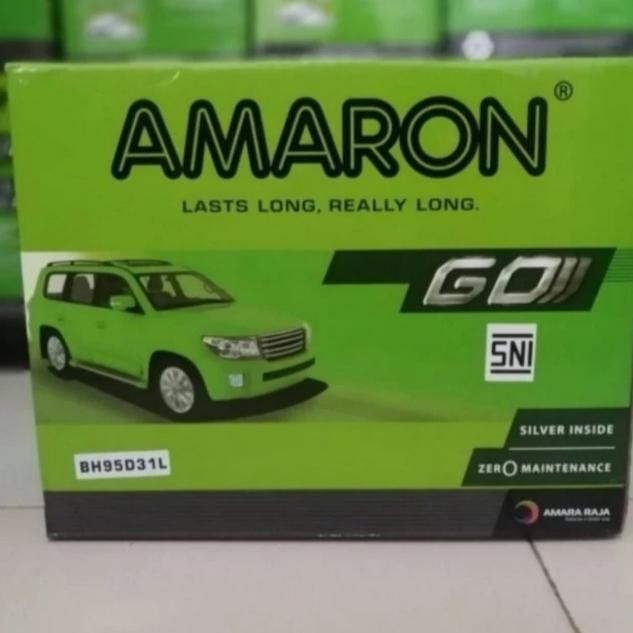 AMARON®
LASTS LONG, REALLY LONG.
GO
SNI
SILVER INSIDE
BH95D31L
ZERO MAINTENANCE
AMARA RAJA